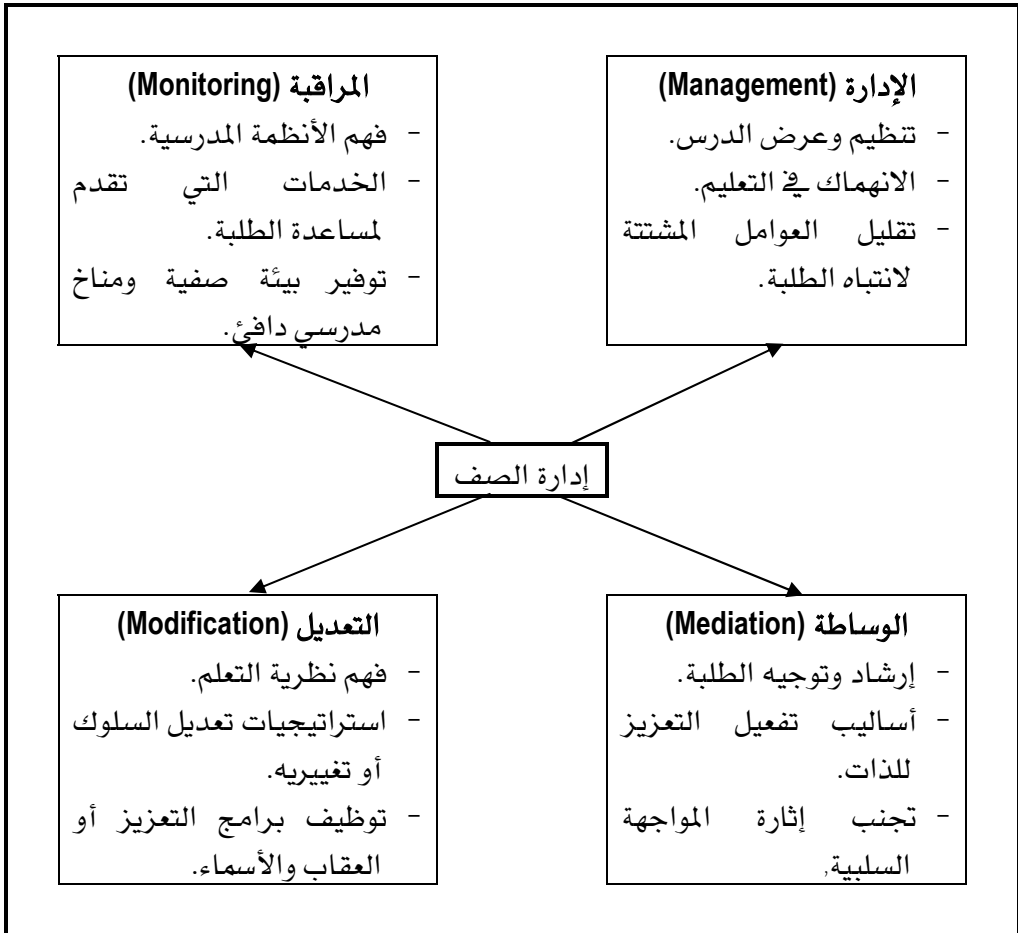 الإدارة (Management)
- تنظيم وعرض الدرس.
- الانهماك في التعليم.
- تقليل العوامل المشتتة
لانتباه الطلبة.
المراقبة (Monitoring)
- فهم الأنظمة المدرسية.
- الخدمات التي تقدم
لمساعدة الطلبة.
- توفير بيئة صفية ومناخ
مدرسي دافئ.
إدارة الصف
الوساطة (Mediation)
- إرشاد وتوجيه الطلبة.
- أساليب تفعيل التعزيز
للذات.
- تجنب إثارة المواجهة
السلبية,
التعديل (Modification)
- فهم نظرية التعلم.
- استراتيجيات تعديل السلوك
أو تغييريه.
- توظيف برامج التعزيز أو
العقاب والأسماء.